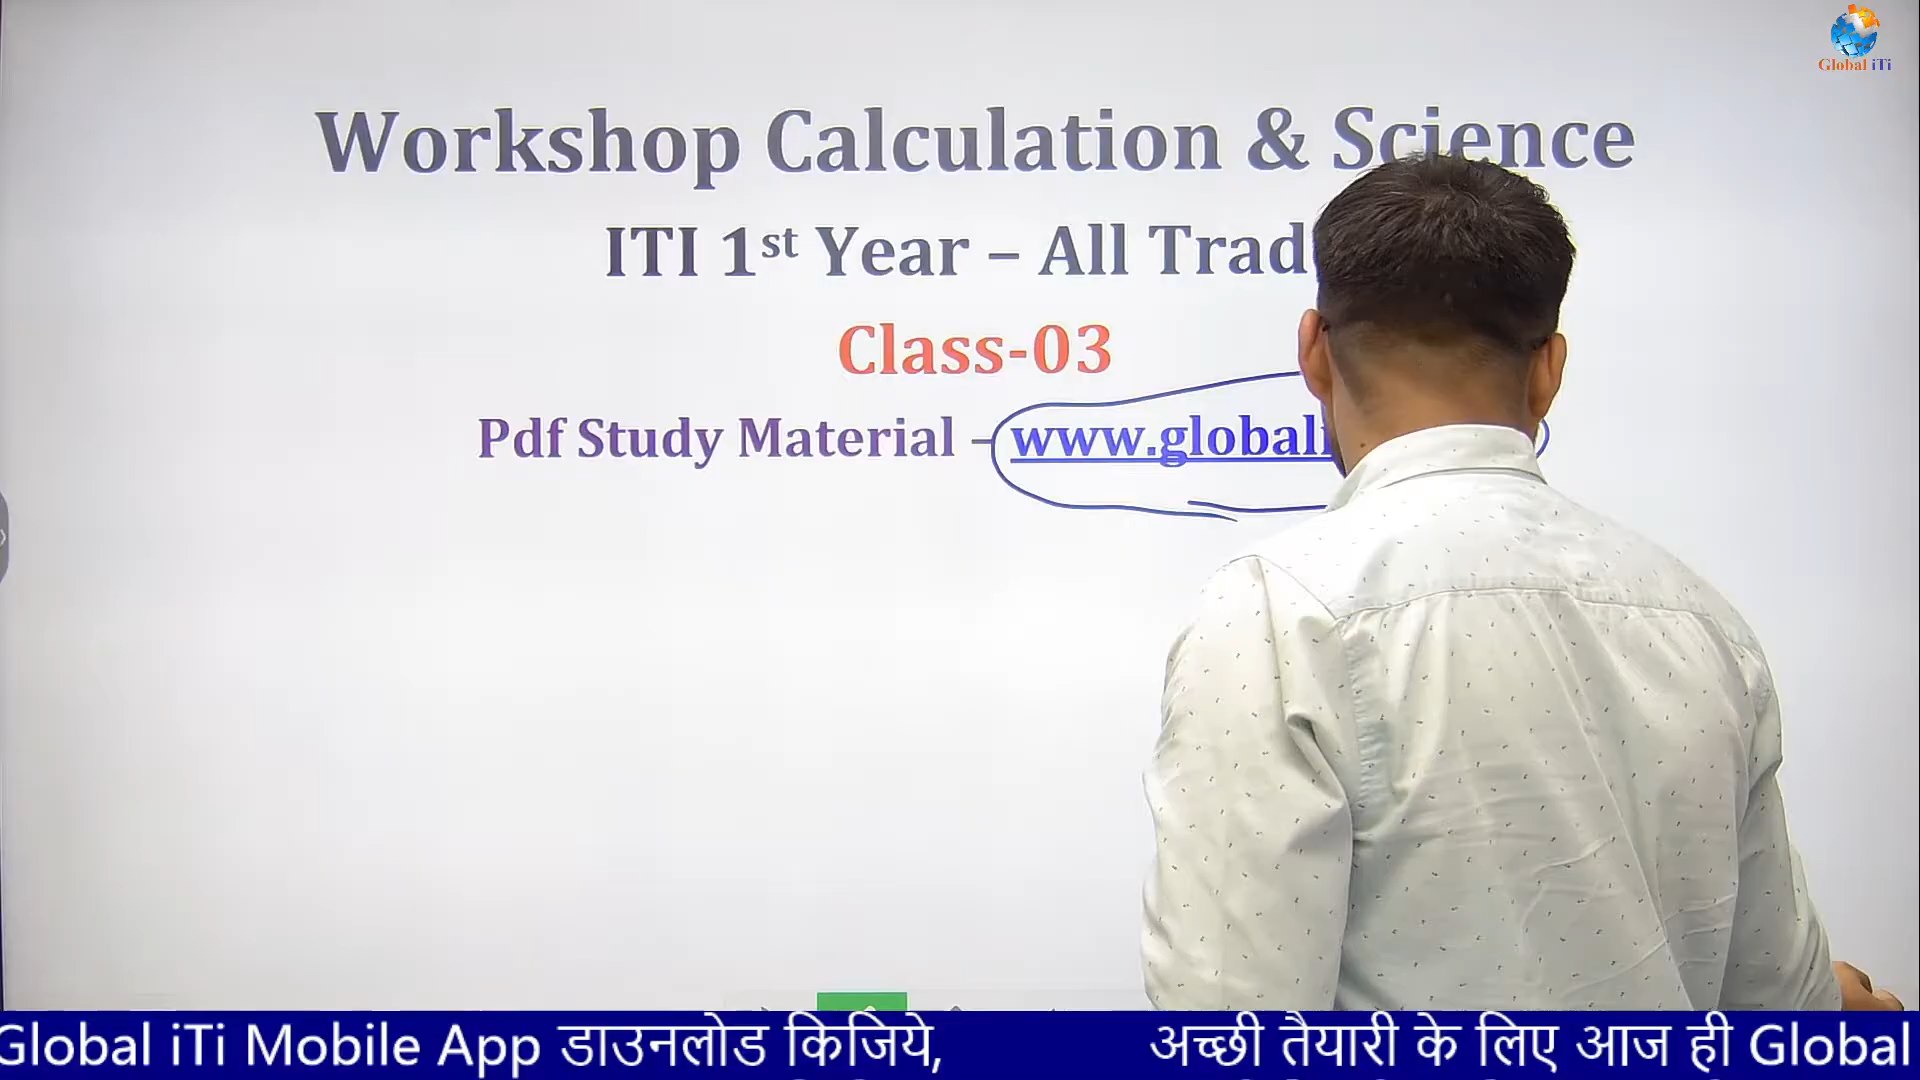 Global iTi
Workshop Calculation & Science
ITI 1st Year – All Trad
Class-03
Pdf Study Material – www.global
Global iTi Mobile App डाउनलोड किजिये, अच्छी तैयारी के लिए आज ही Global